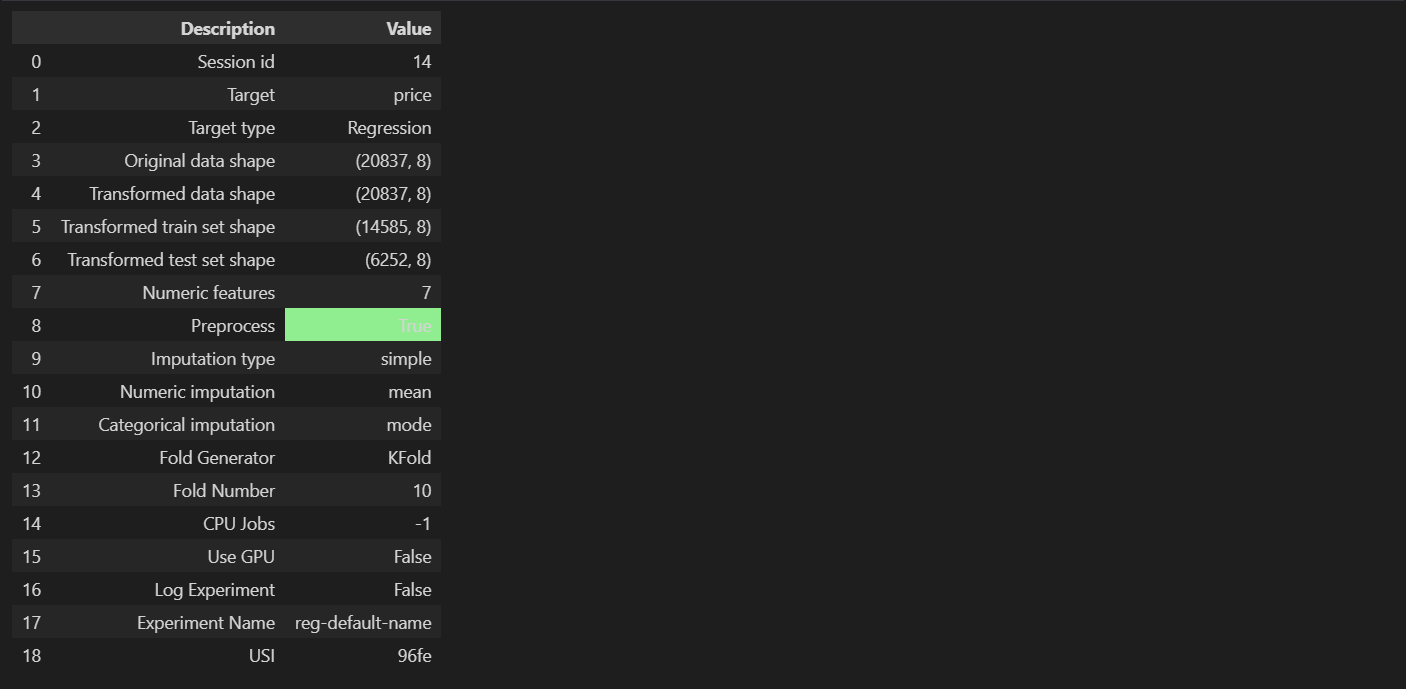 Description Value
0 Session id 14
1 Target price
2 Target type Regression
3 Original data shape (20837, 8)
4 Transformed data shape (20837, 8)
5 Transformed train set shape (14585, 8)
6 Transformed test set shape (6252, 8)
7 Numeric features 7
8 Preprocess True
9 Imputation type simple
10 Numeric imputation mean
11 Categorical imputation mode
12 Fold Generator KFold
13 Fold Number 10
14 CPU Jobs -1
15 Use GPU False
16 Log Experiment False
17 Experiment Name reg-default-name
18 USI 96fe